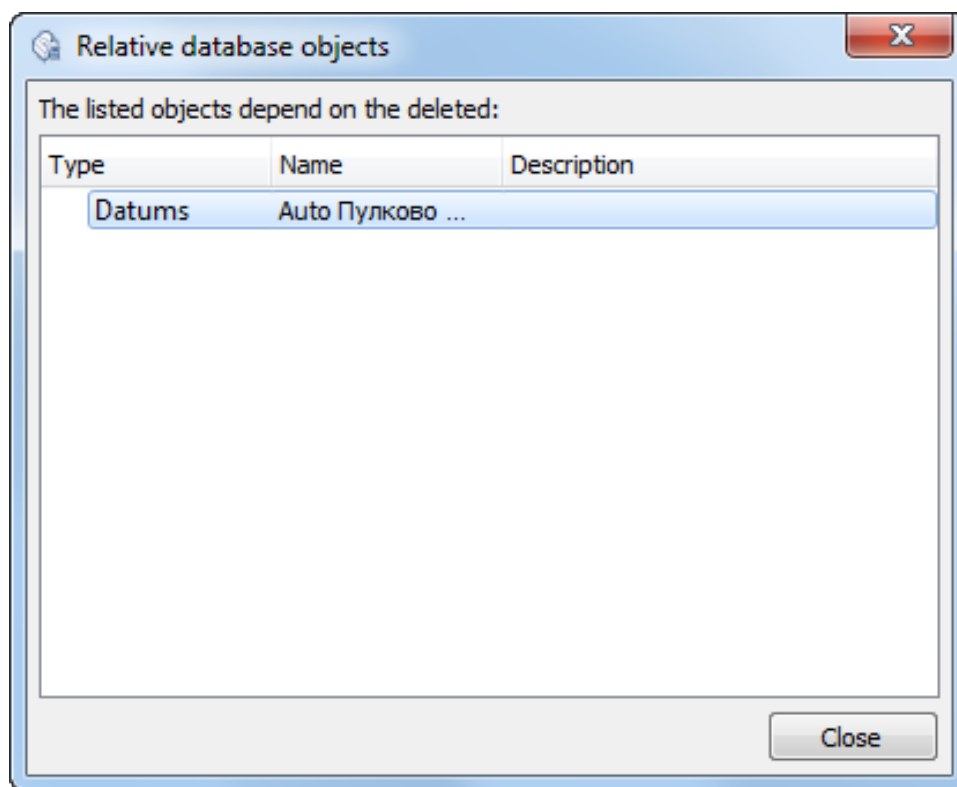 Relative database objects
The listed objects depend on the deleted:
Type Name Description
Datums Auto Пулково ...
Close